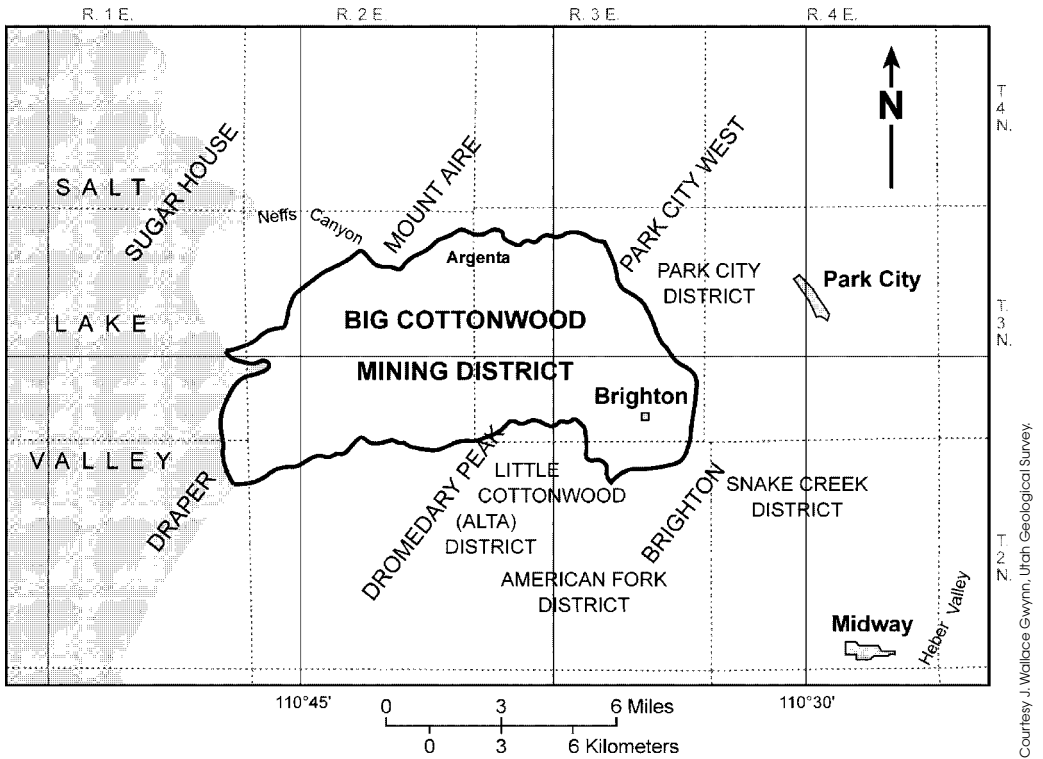 R. 1 E.
R. 2 E.
R. 3 E.
R. 4 E.
T
4
N.
N
SALT
SUGAR HOUSE
Neffs Canyon
MOUNT AIRE
PARK CITY WEST
Argenta
PARK CITY
DISTRICT
Park City
LAKE
BIG COTTONWOOD
T.
3
N.
MINING DISTRICT
Brighton
VALLEY
DRAPER
DROMEDARY PEAK
LITTLE
COTTONWOOD
(ALTA)
DISTRICT
BRIGHTON
SNAKE CREEK
DISTRICT
T
2
N.
AMERICAN FORK
DISTRICT
Midway
Heber Valley
110°45'
110°30'
0 3 6 Miles
0 3 6 Kilometers
Courtesy J. Wallace Gwynn, Utah Geological Survey.